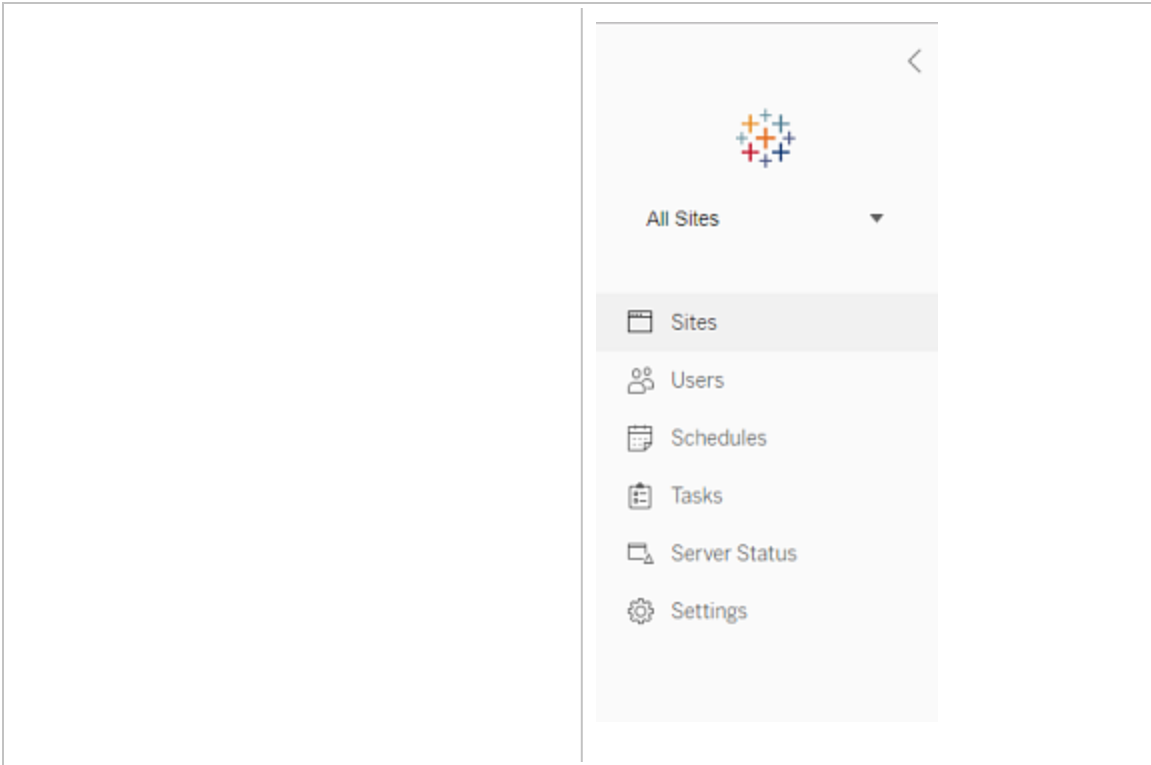 All Sites
Sites
Users
Schedules
Tasks
Server Status
Settings